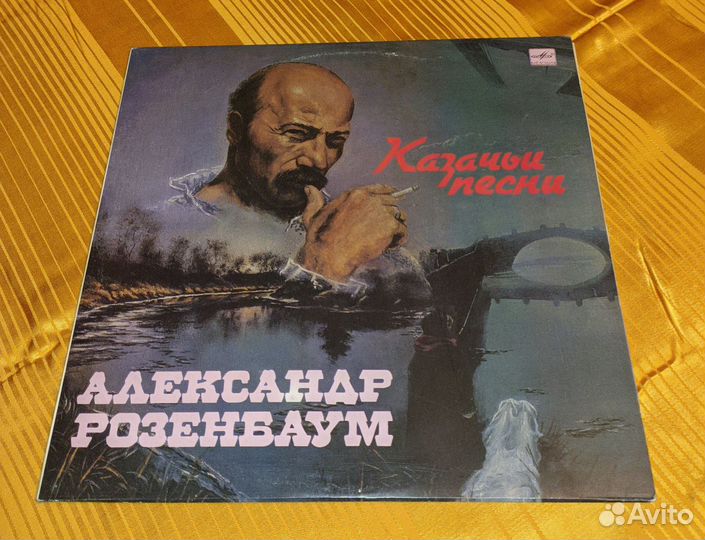 Казачьи
песни
АЛЕКСАНДР
РОЗЕНБАУМ
Avito